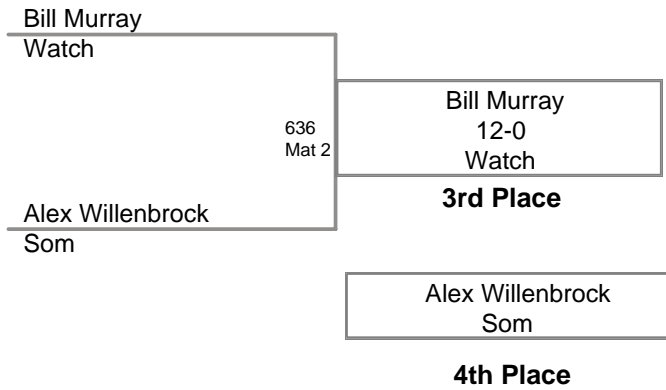 Bill Murray
Watch
636
Mat 2
Bill Murray
12-0
Watch
3rd Place
Alex Willenbrock
Som
Alex Willenbrock
Som
4th Place